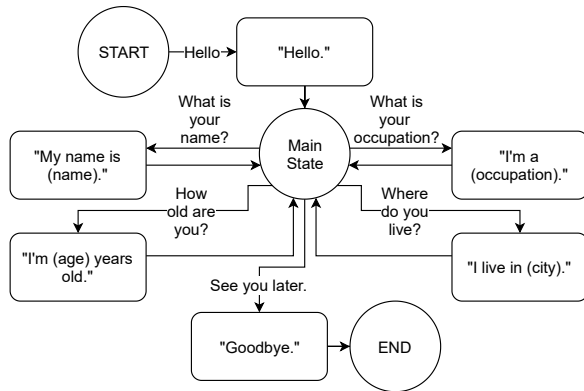 START
Hello
"Hello."
What is
your
name?
What is
your
occupation?
Main
State
"My name is
(name)."
"I'm a
(occupation)."
How
old are
you?
Where
do you
live?
"I'm (age) years
old."
"I live in (city)."
See you later.
"Goodbye."
END